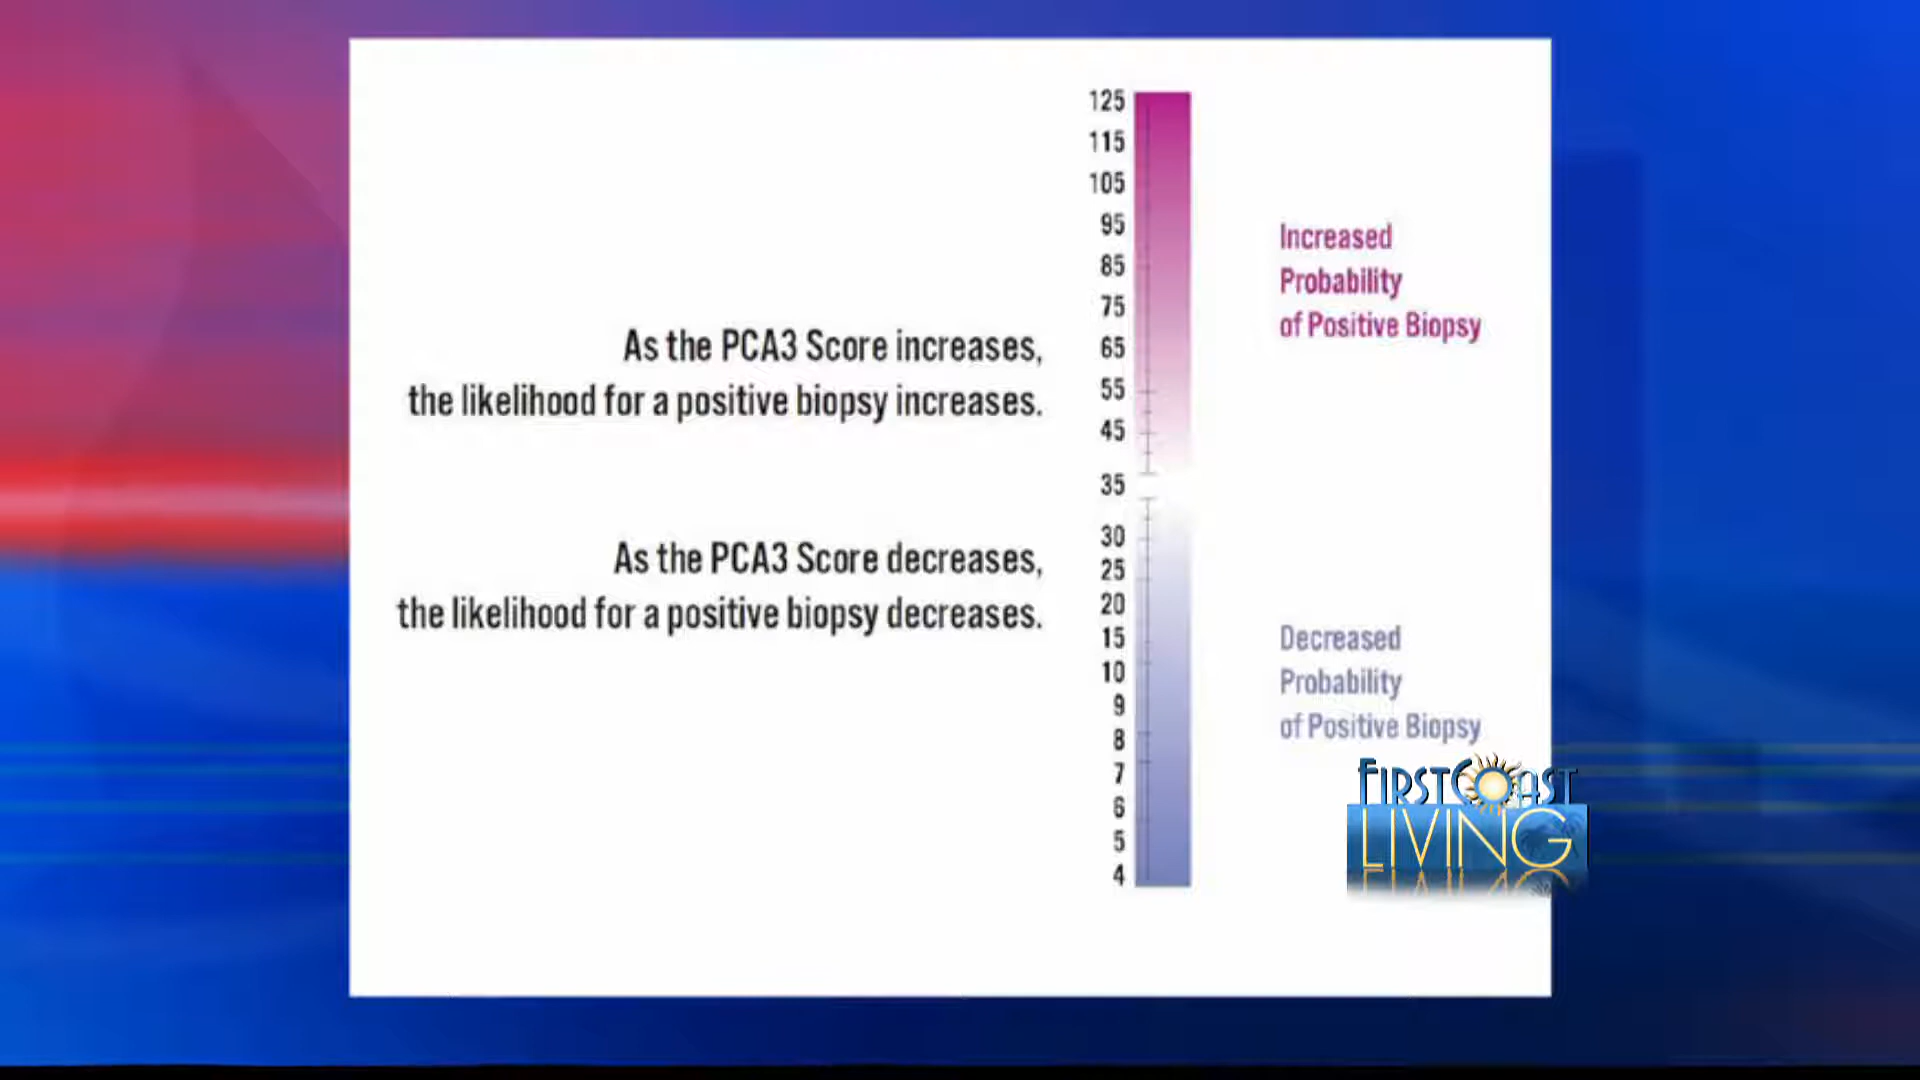 As the PCA3 Score increases,
the likelihood for a positive biopsy increases.
As the PCA3 Score decreases,
the likelihood for a positive biopsy decreases.
125
115
105
95
85
75
65
55
45
35
30
25
20
15
10
9
8
7
6
5
4
Increased
Probability
of Positive Biopsy
Decreased
Probability
of Positive Biopsy
FIRST COAST
LIVING